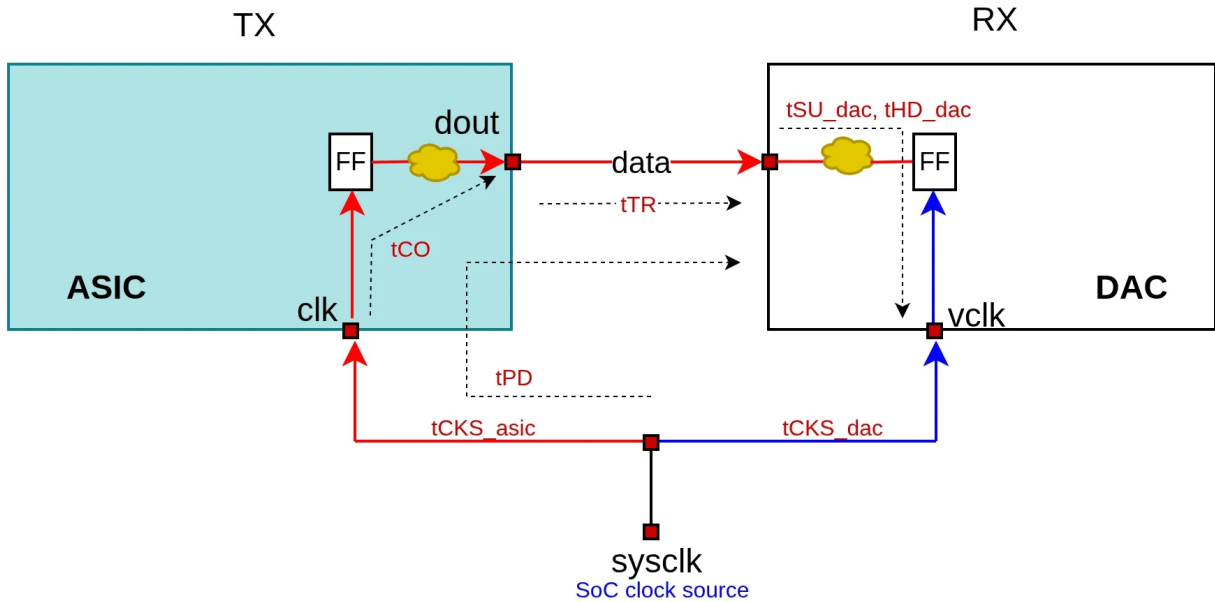 TX
RX
dout
tSU_dac, tHD_dac
FF
data
FF
tTR
tCO
ASIC
clk
DAC
vclk
tPD
tCKS_asic
tCKS_dac
sysclk
SoC clock source